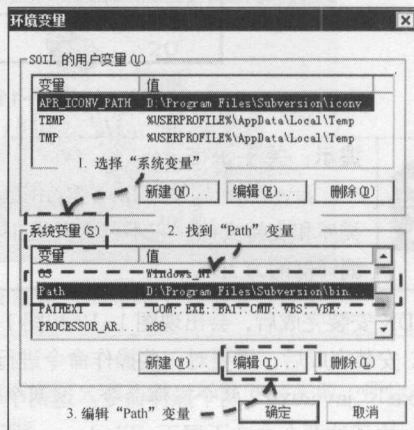 环境变量
SOIL 的用户变量(U)
变量 值
APR_ICONV_PATH D:\Program Files\Subversion\iconv
TEMP %USERPROFILE%\AppData\Local\Temp
TMP %USERPROFILE%\AppData\Local\Temp
1. 选择“系统变量”
新建(N)... 编辑(E)... 删除(D)
系统变量(S) 2. 找到“Path”变量
变量 值
OS Windows_NT
Path D:\Program Files\Subversion\bin...
PATHEXT .COM;.EXE;.BAT;.CMD;.VBS;.VBE;...
PROCESSOR_AR... x86
新建(W)... 编辑(I)... 删除(L)
3. 编辑“Path”变量 确定 取消